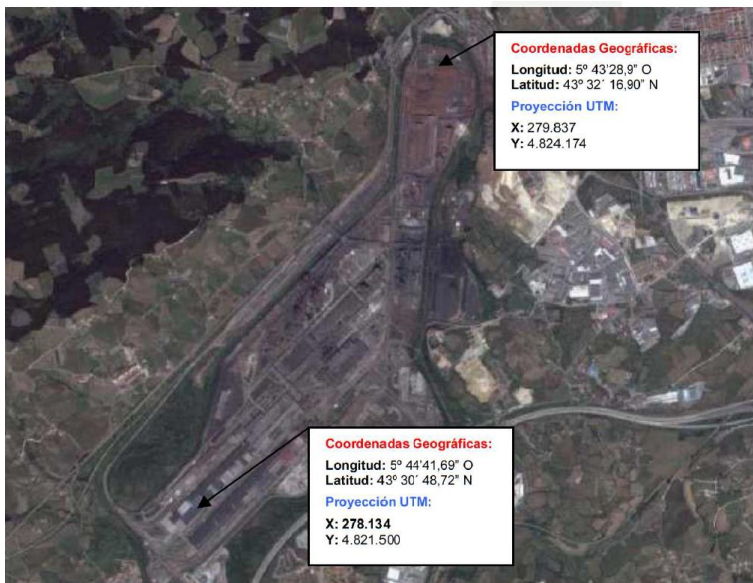 Coordenadas Geográficas:
Longitud: 5º 43'28,9" O
Latitud: 43º 32´ 16,90" N
Proyección UTM:
X: 279.837
Y: 4.824.174
Coordenadas Geográficas:
Longitud: 5º 44'41,69" O
Latitud: 43º 30´ 48,72" N
Proyección UTM:
X: 278.134
Y: 4.821.500